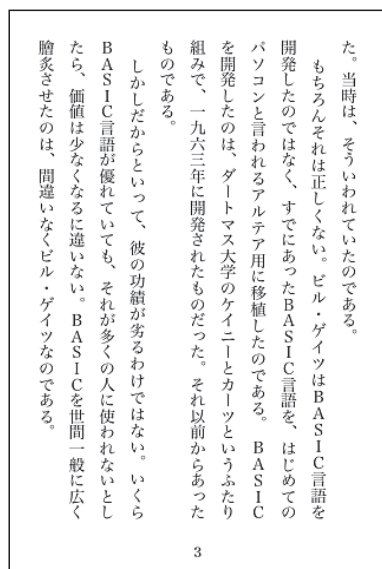 た。当時は、そういわれていたのである。
もちろんそれは正しくない。ビル・ゲイツはBASIC言語を
開発したのではなく、すでにあったBASIC言語を、はじめての
パソコンと言われるアルテア用に移植したのである。BASIC
を開発したのは、ダートマス大学のケイニーとカーツというふたり
組みで、一九六三年に開発されたものだった。それ以前からあった
ものである。
しかしだからといって、彼の功績が劣るわけではない。いくら
BASIC言語が優れていても、それが多くの人に使われないとし
たら、価値は少なくなるに違いない。BASICを世間一般に広く
膾炙させたのは、間違いなくビル・ゲイツなのである。
3